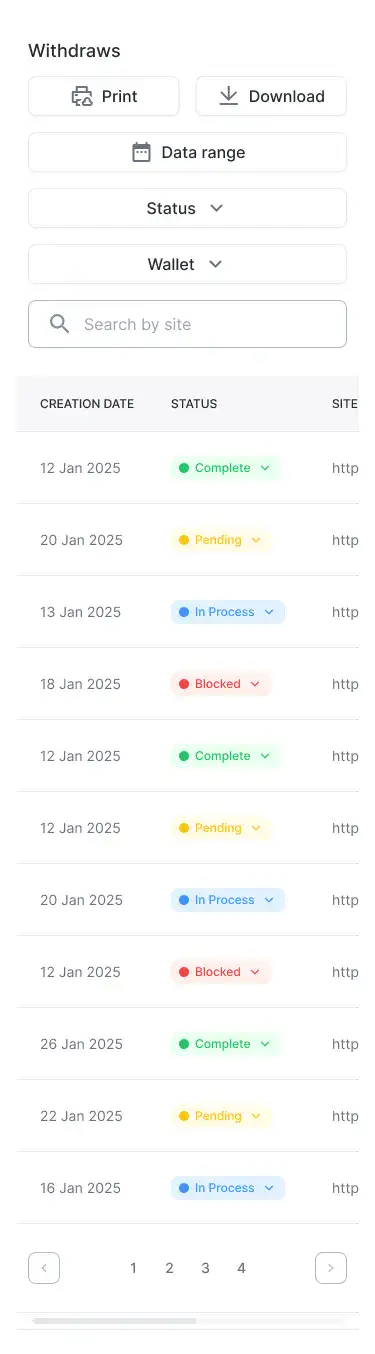 Withdraws
Print Download
Data range
Status
Wallet
Search by site
CREATION DATE STATUS SITE
12 Jan 2025 Complete http
20 Jan 2025 Pending http
13 Jan 2025 In Process http
18 Jan 2025 Blocked http
12 Jan 2025 Complete http
12 Jan 2025 Pending http
20 Jan 2025 In Process http
12 Jan 2025 Blocked http
26 Jan 2025 Complete http
22 Jan 2025 Pending http
16 Jan 2025 In Process http
1 2 3 4